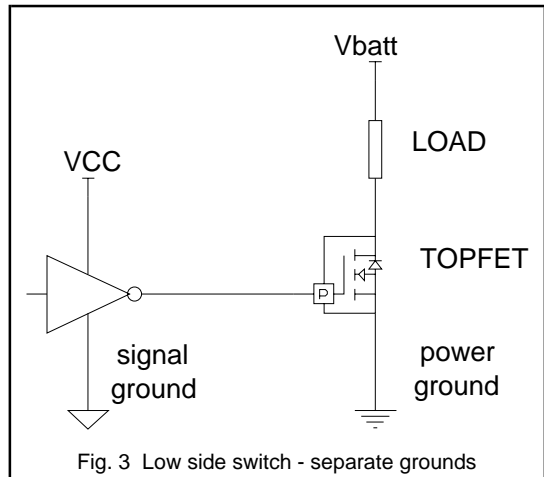 Vbatt
LOAD
VCC
TOPFET
P
signal
ground
power
ground
Fig. 3 Low side switch - separate grounds